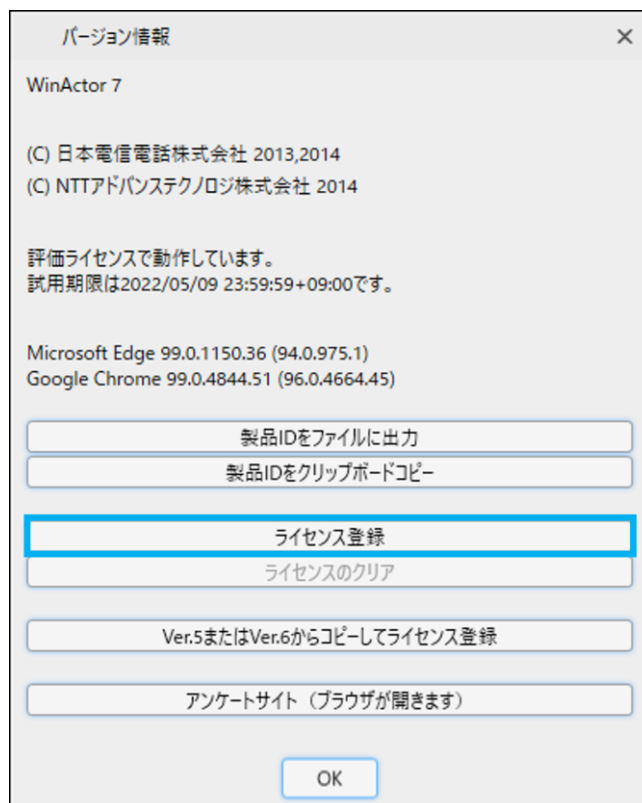 バージョン情報
WinActor 7
(C) 日本電信電話株式会社 2013,2014
(C) NTTアドバンステクノロジ株式会社 2014
評価ライセンスで動作しています。
試用期限は2022/05/09 23:59:59+09:00です。
Microsoft Edge 99.0.1150.36 (94.0.975.1)
Google Chrome 99.0.4844.51 (96.0.4664.45)
製品IDをファイルに出力
製品IDをクリップボードコピー
ライセンス登録
ライセンスのクリア
Ver.5またはVer.6からコピーしてライセンス登録
アンケートサイト（ブラウザが開きます）
OK